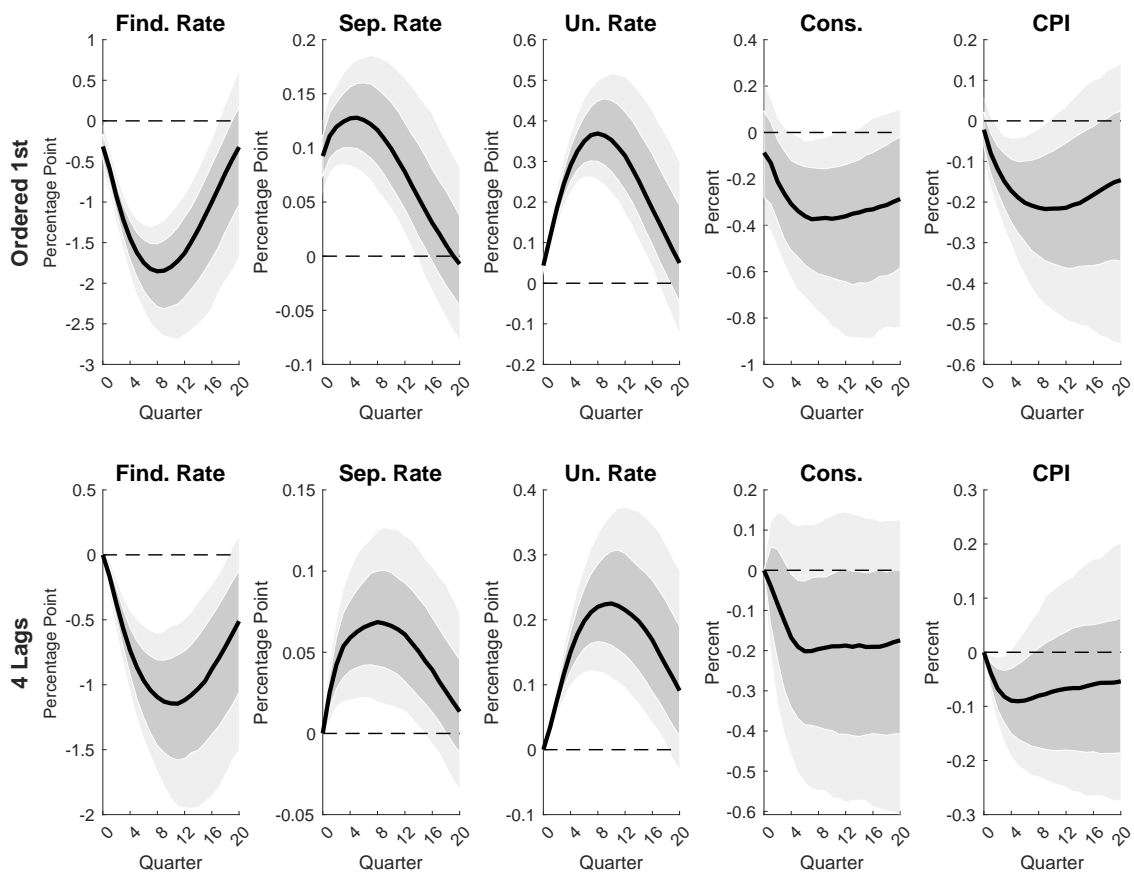 Find. Rate
Sep. Rate
Un. Rate
Cons.
CPI
Ordered 1st
Percentage Point
1
0.5
0
-0.5
-1
-1.5
-2
-2.5
-3
0 4 8 12 16 20
Quarter
Percentage Point
0.2
0.15
0.1
0.05
0
-0.05
-0.1
0 4 8 12 16 20
Quarter
Percentage Point
0.6
0.5
0.4
0.3
0.2
0.1
0
-0.1
-0.2
0 4 8 12 16 20
Quarter
Percent
0.4
0.2
0
-0.2
-0.4
-0.6
-0.8
-1
0 4 8 12 16 20
Quarter
Percent
0.2
0.1
0
-0.1
-0.2
-0.3
-0.4
-0.5
-0.6
0 4 8 12 16 20
Quarter
Find. Rate
Sep. Rate
Un. Rate
Cons.
CPI
4 Lags
Percentage Point
0.5
0
-0.5
-1
-1.5
-2
0 4 8 12 16 20
Quarter
Percentage Point
0.15
0.1
0.05
0
-0.05
0 4 8 12 16 20
Quarter
Percentage Point
0.4
0.3
0.2
0.1
0
-0.1
0 4 8 12 16 20
Quarter
Percent
0.2
0.1
0
-0.1
-0.2
-0.3
-0.4
-0.5
-0.6
0 4 8 12 16 20
Quarter
Percent
0.3
0.2
0.1
0
-0.1
-0.2
-0.3
0 4 8 12 16 20
Quarter